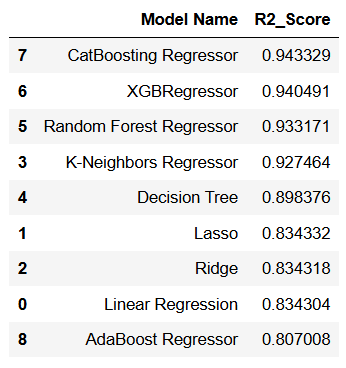 Model Name R2_Score
7 CatBoosting Regressor 0.943329
6 XGBRegressor 0.940491
5 Random Forest Regressor 0.933171
3 K-Neighbors Regressor 0.927464
4 Decision Tree 0.898376
1 Lasso 0.834332
2 Ridge 0.834318
0 Linear Regression 0.834304
8 AdaBoost Regressor 0.807008